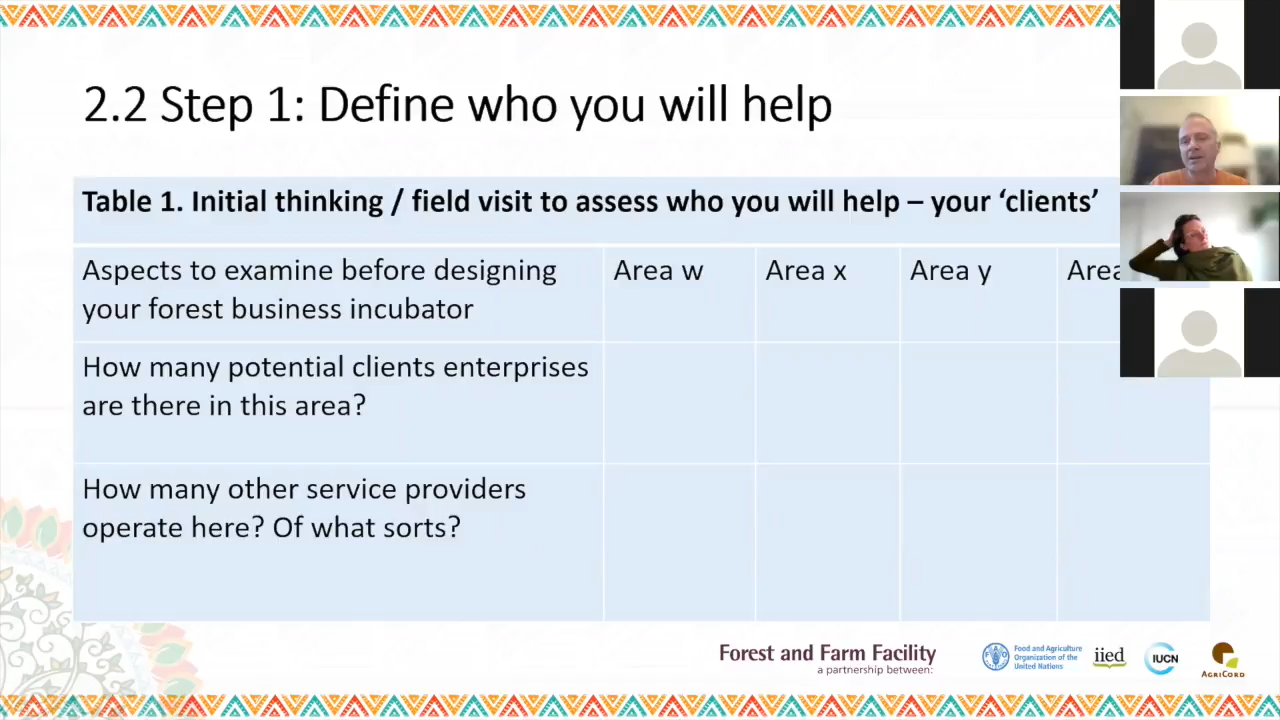 2.2 Step 1: Define who you will help
Table 1. Initial thinking / field visit to assess who you will help – your ‘clients’
Aspects to examine before designing
your forest business incubator
Area w
Area x
Area y
Area
How many potential clients enterprises
are there in this area?
How many other service providers
operate here? Of what sorts?
Forest and Farm Facility
a partnership between:
Food and Agriculture
Organization of the
United Nations
iied
IUCN
AGRICORD